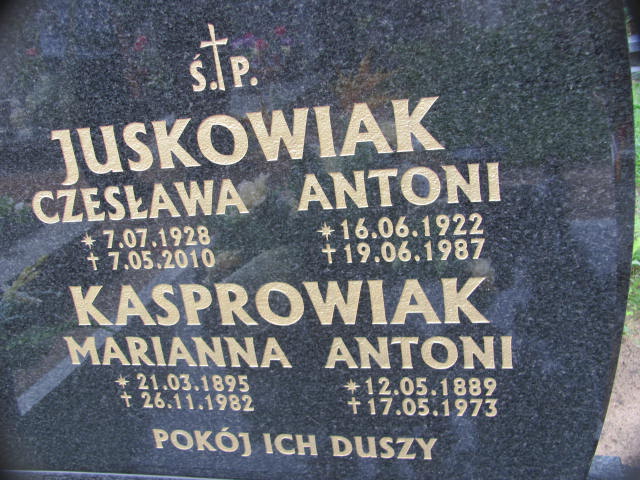 Ś.†P.
JUSKOWIAK
CZESŁAWA ANTONI
* 7.07.1928 * 16.06.1922
† 7.05.2010 † 19.06.1987
KASPROWIAK
MARIANNA ANTONI
* 21.03.1895 * 12.05.1889
† 26.11.1982 † 17.05.1973
POKÓJ ICH DUSZY